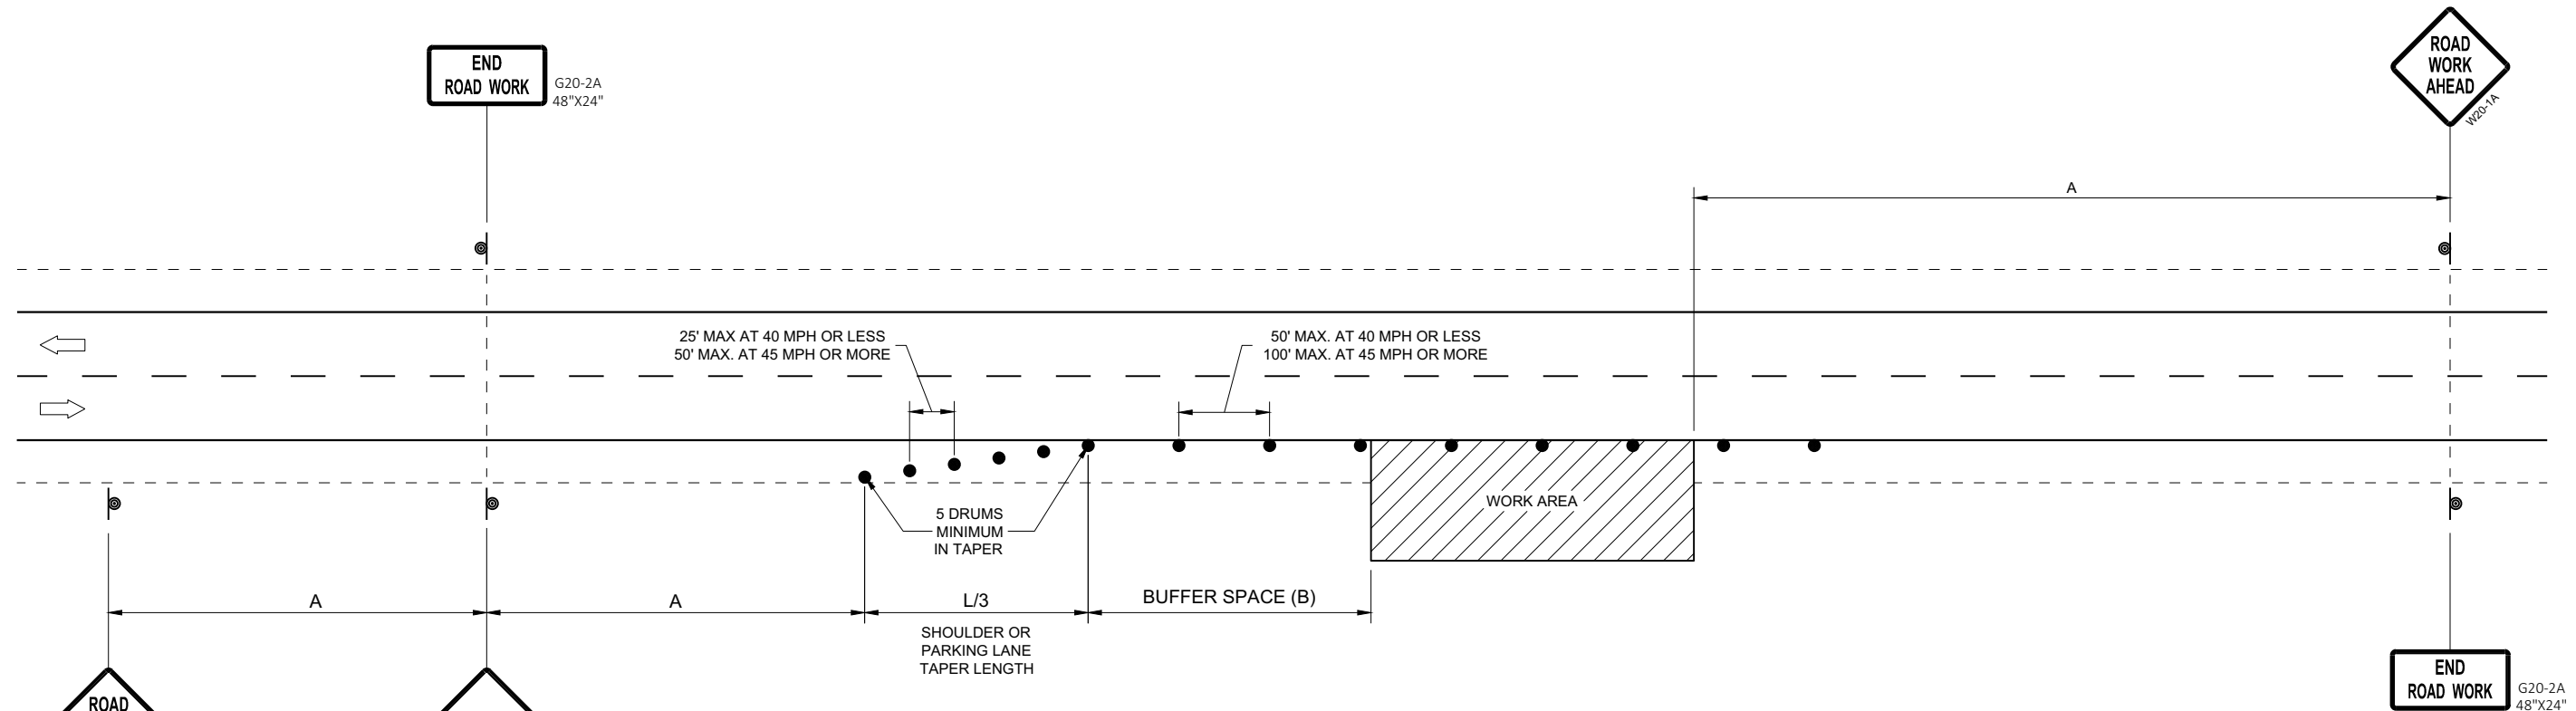 END
ROAD WORK
G20-2A
48"X24"
ROAD
WORK
AHEAD
W20-1A
A
25' MAX AT 40 MPH OR LESS
50' MAX. AT 45 MPH OR MORE
50' MAX. AT 40 MPH OR LESS
100' MAX. AT 45 MPH OR MORE
WORK AREA
5 DRUMS
MINIMUM
IN TAPER
A
A
L/3
BUFFER SPACE (B)
SHOULDER OR
PARKING LANE
TAPER LENGTH
ROAD
END
ROAD WORK
G20-2A
48"X24"